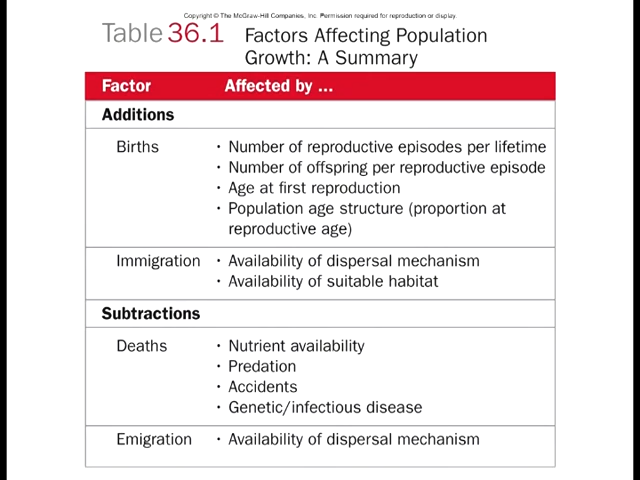 Copyright © The McGraw-Hill Companies, Inc. Permission required for reproduction or display.
Table 36.1 Factors Affecting Population
Growth: A Summary
Factor Affected by ...
Additions
Births • Number of reproductive episodes per lifetime
• Number of offspring per reproductive episode
• Age at first reproduction
• Population age structure (proportion at
reproductive age)
Immigration • Availability of dispersal mechanism
• Availability of suitable habitat
Subtractions
Deaths • Nutrient availability
• Predation
• Accidents
• Genetic/infectious disease
Emigration • Availability of dispersal mechanism